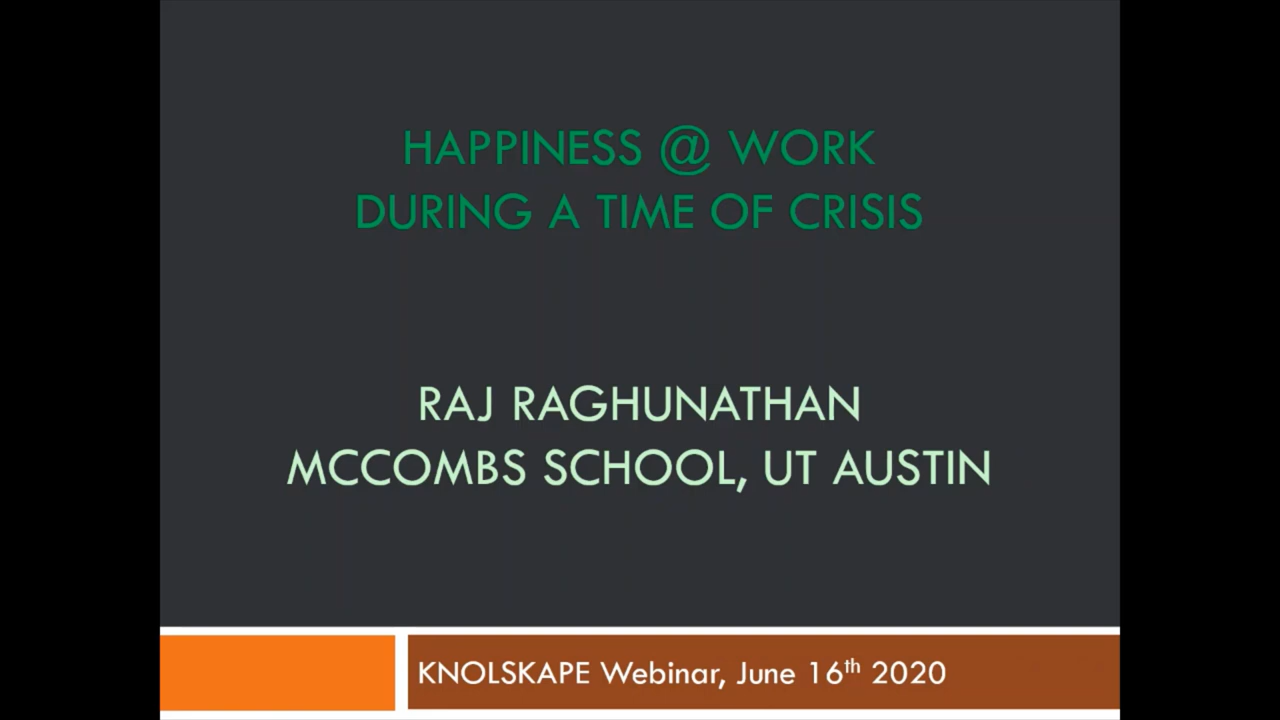 HAPPINESS @ WORK
DURING A TIME OF CRISIS
RAJ RAGHUNATHAN
MCCOMBS SCHOOL, UT AUSTIN
KNOLSKAPE Webinar, June 16th 2020